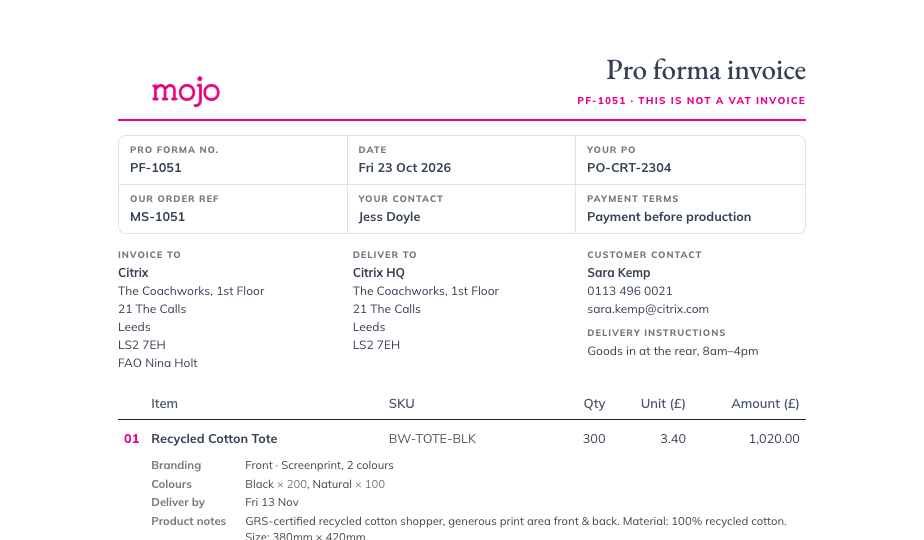 mojo
Pro forma invoice
PF-1051 · THIS IS NOT A VAT INVOICE
PRO FORMA NO.
PF-1051
DATE
Fri 23 Oct 2026
YOUR PO
PO-CRT-2304
OUR ORDER REF
MS-1051
YOUR CONTACT
Jess Doyle
PAYMENT TERMS
Payment before production
INVOICE TO
Citrix
The Coachworks, 1st Floor
21 The Calls
Leeds
LS2 7EH
FAO Nina Holt
DELIVER TO
Citrix HQ
The Coachworks, 1st Floor
21 The Calls
Leeds
LS2 7EH
CUSTOMER CONTACT
Sara Kemp
0113 496 0021
sara.kemp@citrix.com
DELIVERY INSTRUCTIONS
Goods in at the rear, 8am–4pm
Item SKU Qty Unit (£) Amount (£)
01 Recycled Cotton Tote BW-TOTE-BLK 300 3.40 1,020.00
Branding Front · Screenprint, 2 colours
Colours Black × 200, Natural × 100
Deliver by Fri 13 Nov
Product notes GRS-certified recycled cotton shopper, generous print area front & back. Material: 100% recycled cotton.
Size: 380mm × 420mm